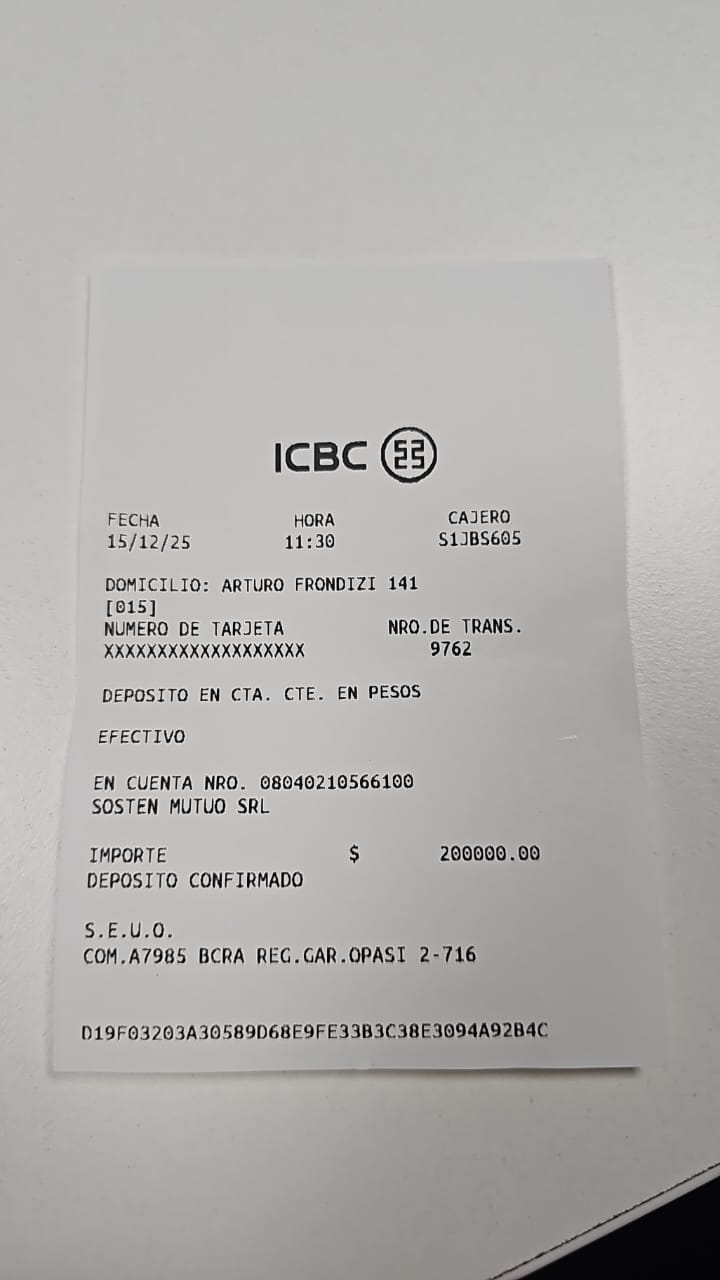 ICBC
FECHA HORA CAJERO
15/12/25 11:30 S1JBS605
DOMICILIO: ARTURO FRONDIZI 141
[015]
NUMERO DE TARJETA NRO.DE TRANS.
XXXXXXXXXXXXXXXXXXX 9762
DEPOSITO EN CTA. CTE. EN PESOS
EFECTIVO
EN CUENTA NRO. 08040210566100
SOSTEN MUTUO SRL
IMPORTE $ 200000.00
DEPOSITO CONFIRMADO
S.E.U.O.
COM.A7985 BCRA REG.GAR.OPASI 2-716
D19F03203A30589D68E9FE33B3C38E3094A92B4C